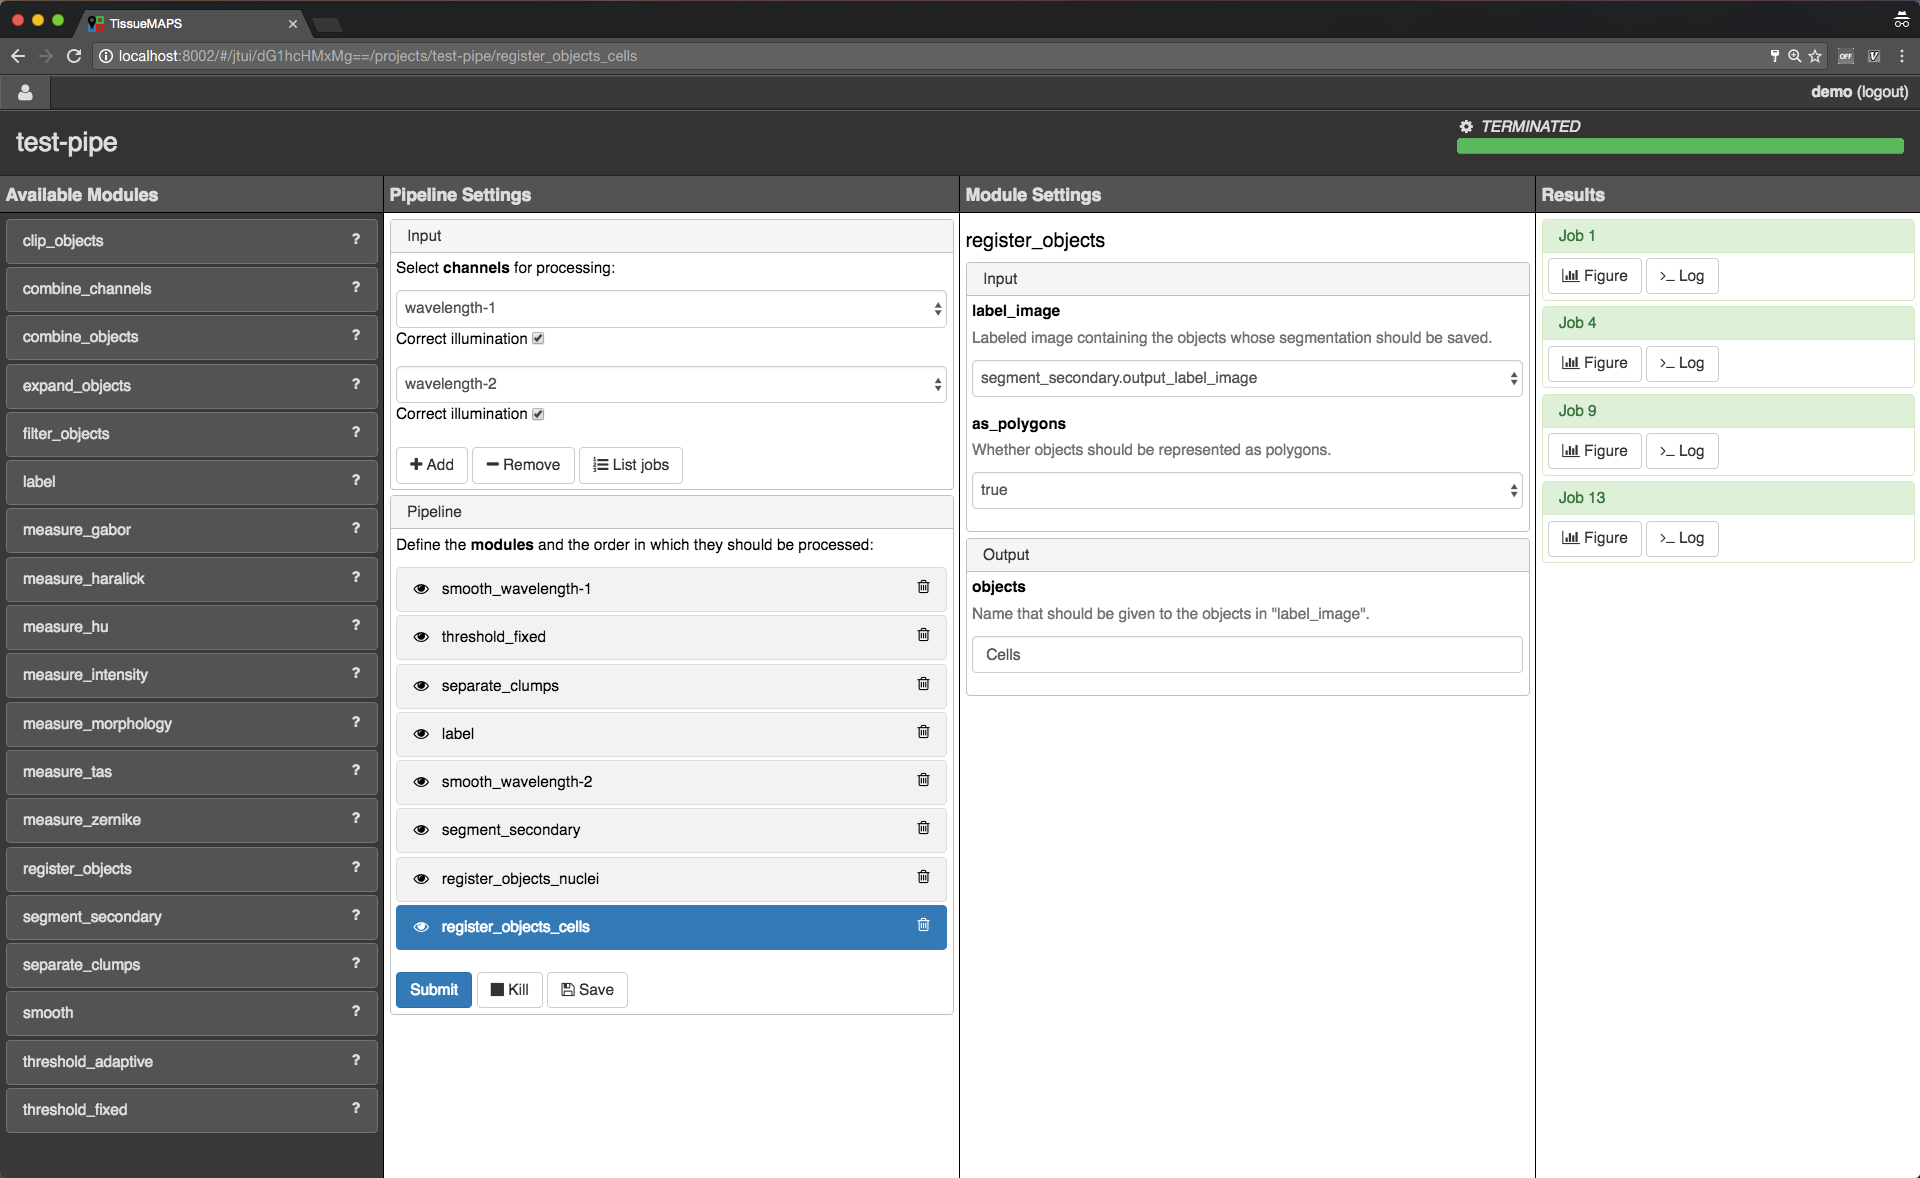 TissueMAPS
localhost:8002/#/jtui/dG1hcHMxMg==/projects/test-pipe/register_objects_cells
OFF
demo (logout)
test-pipe
TERMINATED
Available Modules
clip_objects ?
combine_channels ?
combine_objects ?
expand_objects ?
filter_objects ?
label ?
measure_gabor ?
measure_haralick ?
measure_hu ?
measure_intensity ?
measure_morphology ?
measure_tas ?
measure_zernike ?
register_objects ?
segment_secondary ?
separate_clumps ?
smooth ?
threshold_adaptive ?
threshold_fixed ?
Pipeline Settings
Input
Select channels for processing:
wavelength-1
Correct illumination
wavelength-2
Correct illumination
Add Remove List jobs
Pipeline
Define the modules and the order in which they should be processed:
smooth_wavelength-1
threshold_fixed
separate_clumps
label
smooth_wavelength-2
segment_secondary
register_objects_nuclei
register_objects_cells
Submit Kill Save
Module Settings
register_objects
Input
label_image
Labeled image containing the objects whose segmentation should be saved.
segment_secondary.output_label_image
as_polygons
Whether objects should be represented as polygons.
true
Output
objects
Name that should be given to the objects in "label_image".
Cells
Results
Job 1
Figure >_ Log
Job 4
Figure >_ Log
Job 9
Figure >_ Log
Job 13
Figure >_ Log